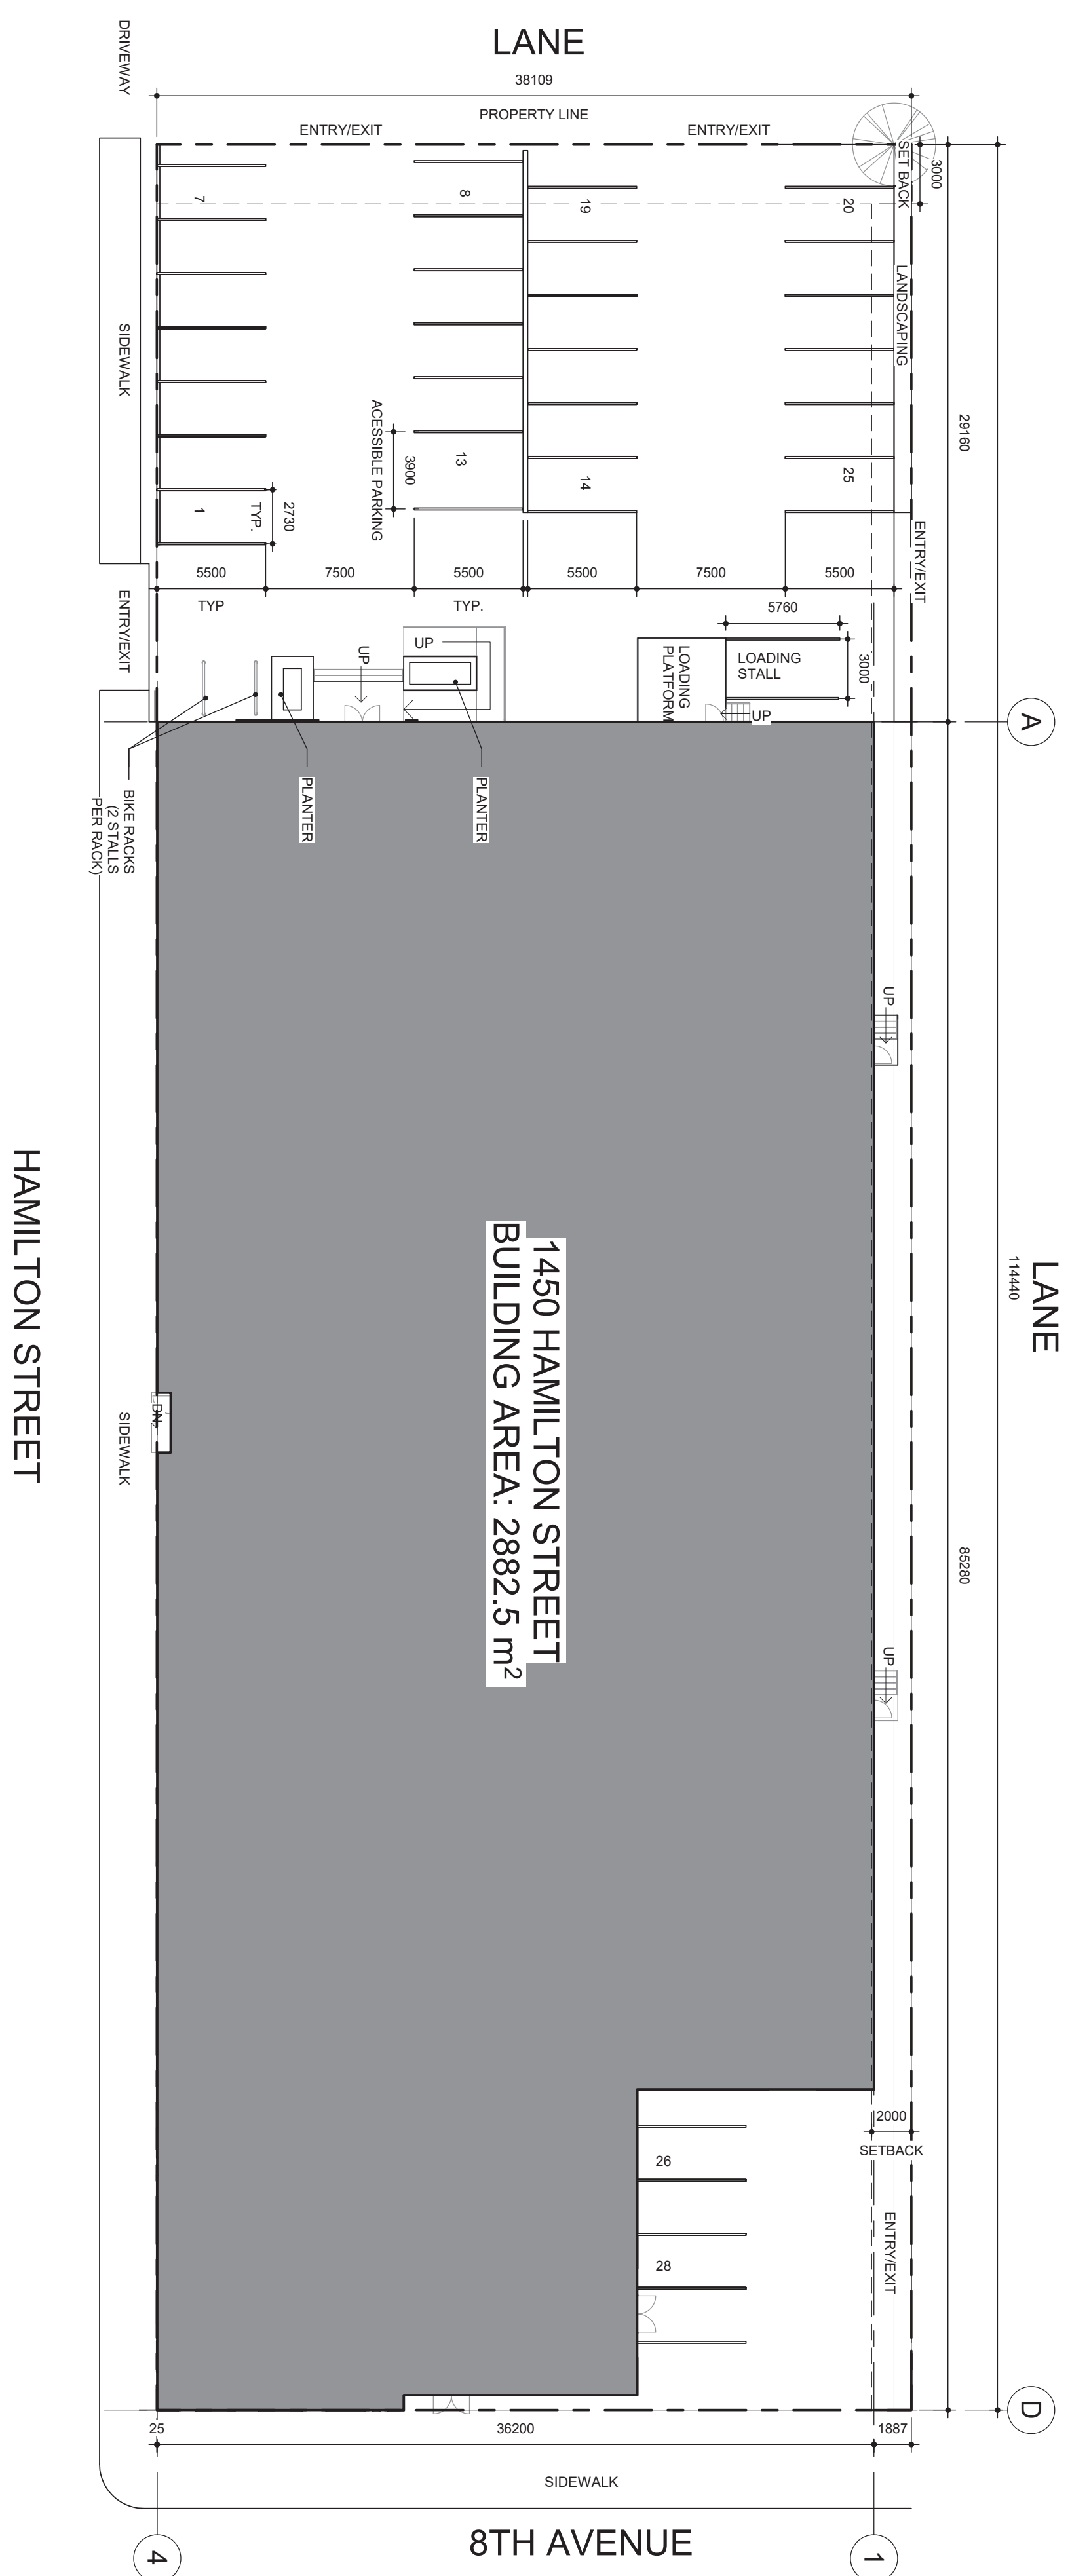 LANE
38109
DRIVEWAY
PROPERTY LINE
ENTRY/EXIT
ENTRY/EXIT
SET BACK
3000
7
8
19
20
LANDSCAPING
SIDEWALK
29160
ACESSIBLE PARKING
3900
13
14
25
1
TYP.
2730
ENTRY/EXIT
5500
7500
5500
5500
7500
5500
TYP
TYP.
5760
ENTRY/EXIT
UP
UP
LOADING
PLATFORM
LOADING
STALL
3000
UP
A
PLANTER
PLANTER
BIKE RACKS
(2 STALLS
PER RACK)
UP
HAMILTON STREET
LANE
114440
1450 HAMILTON STREET
BUILDING AREA: 2882.5 m²
DN
SIDEWALK
85280
UP
2000
SETBACK
26
ENTRY/EXIT
28
D
25
36200
1887
SIDEWALK
8TH AVENUE
4
1